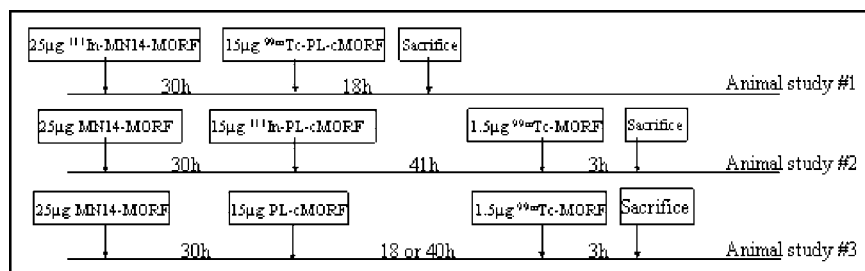 25μg ¹¹¹In-MN14-MORF 15μg ⁹⁹ᵐTc-PL-cMORF Sacrifice
30h 18h Animal study #1
25μg MN14-MORF 15μg ¹¹¹In-PL-cMORF 1.5μg ⁹⁹ᵐTc-MORF Sacrifice
30h 41h 3h Animal study #2
25μg MN14-MORF 15μg PL-cMORF 1.5μg ⁹⁹ᵐTc-MORF Sacrifice
30h 18 or 40h 3h Animal study #3